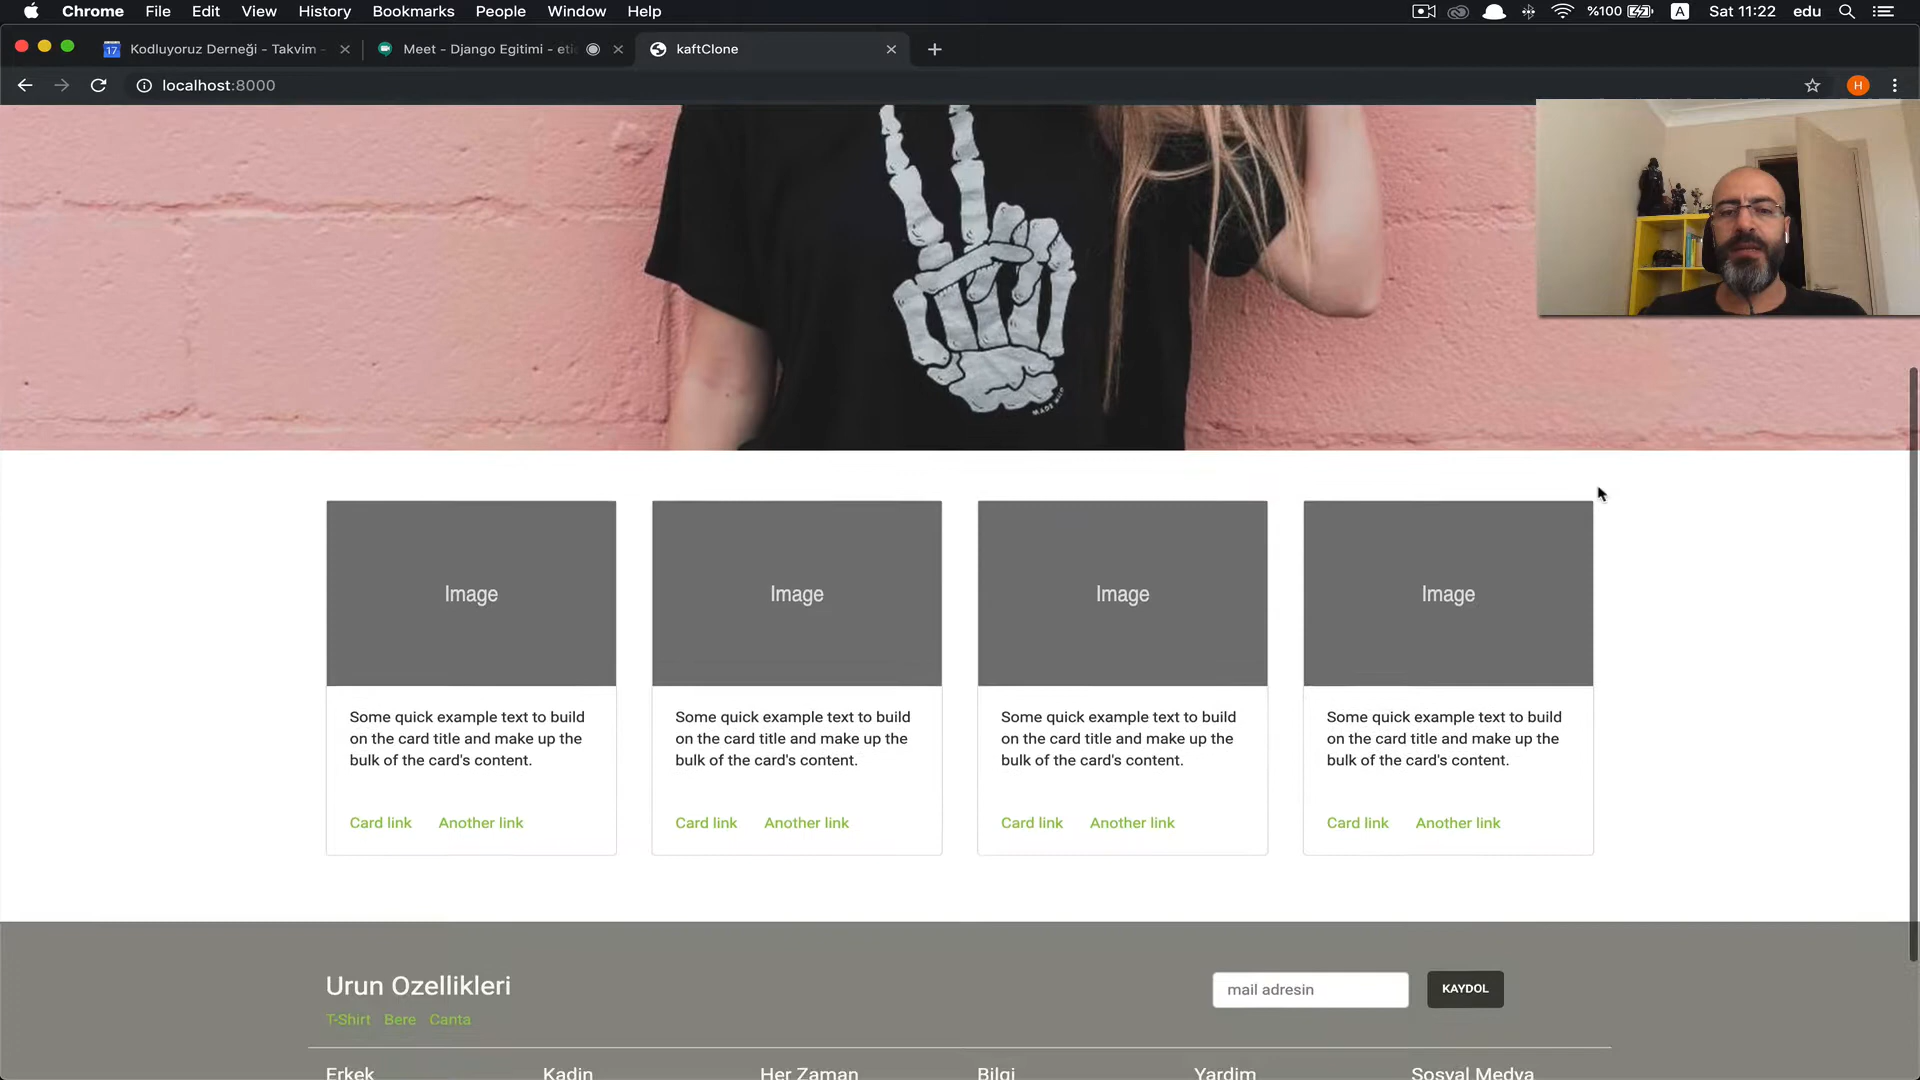 Chrome File Edit View History Bookmarks People Window Help %100 A Sat 11:22 edu
17 Kodluyoruz Derneği - Takvim - Meet - Django Egitimi - eti kaftClone
localhost:8000 H
MADE
Image Image Image Image
Some quick example text to build Some quick example text to build Some quick example text to build Some quick example text to build
on the card title and make up the on the card title and make up the on the card title and make up the on the card title and make up the
bulk of the card's content. bulk of the card's content. bulk of the card's content. bulk of the card's content.
Card link Another link Card link Another link Card link Another link Card link Another link
Urun Ozellikleri mail adresin KAYDOL
T-Shirt Bere Canta
Erkek Kadin Her Zaman Bilgi Yardim Sosyal Medya